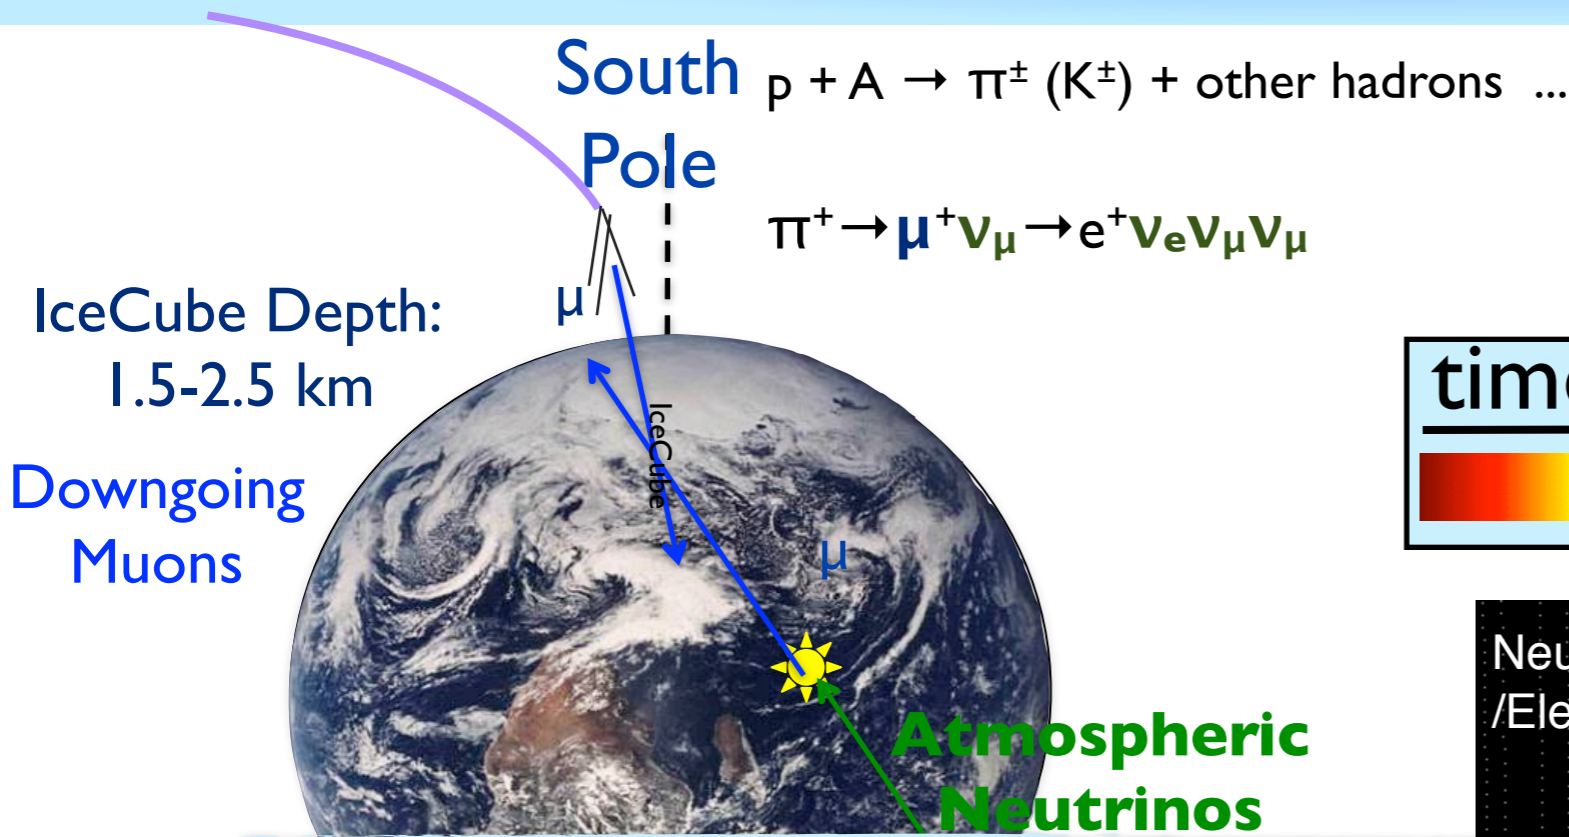 South
Pole
p + A → π± (K±) + other hadrons ...
π⁺→μ⁺νμ→e⁺νeνμνμ
μ
IceCube Depth:
1.5-2.5 km
Downgoing
Muons
IceCube
μ
Atmospheric
Neutrinos